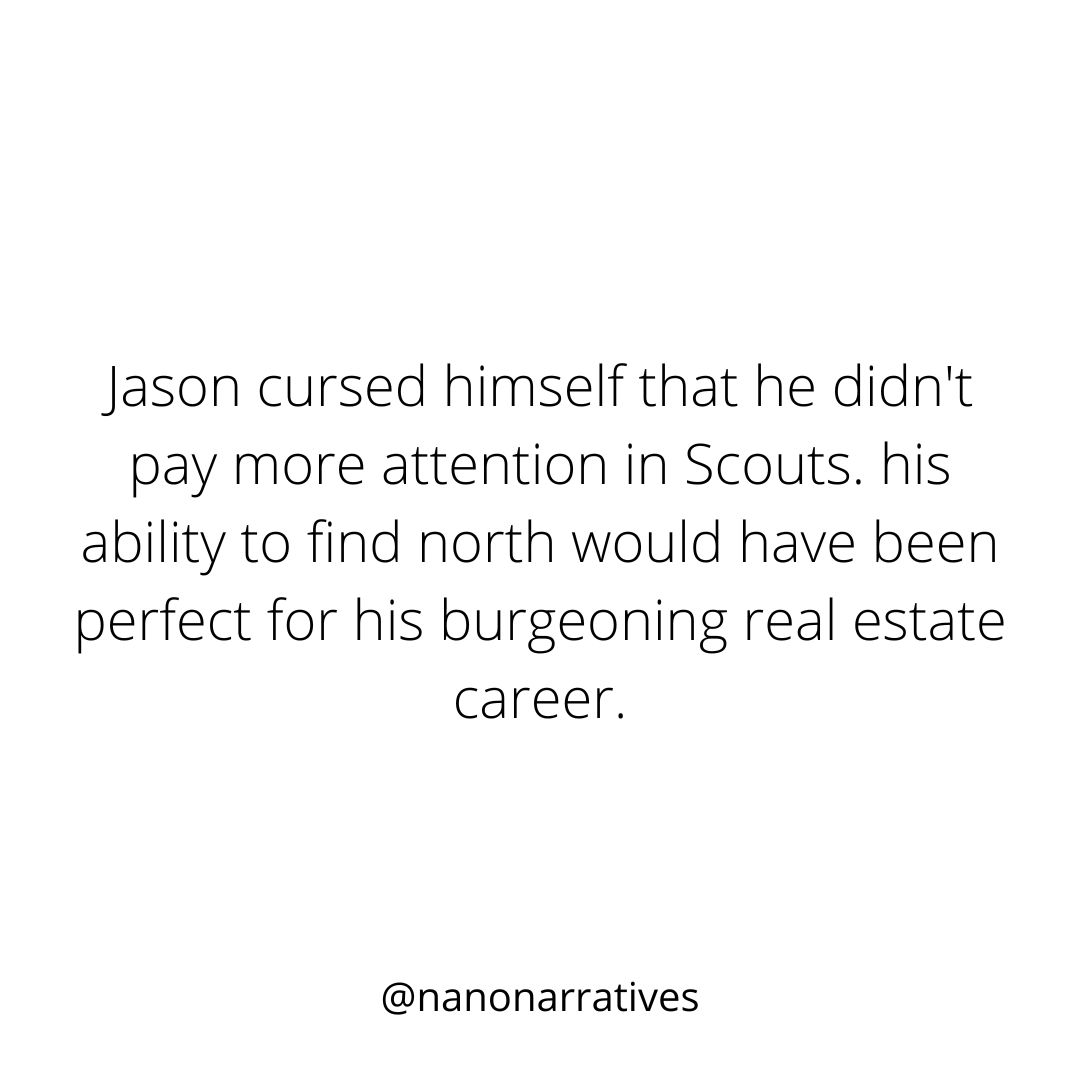 Jason cursed himself that he didn't
pay more attention in Scouts. his
ability to find north would have been
perfect for his burgeoning real estate
career.
@nanonarratives